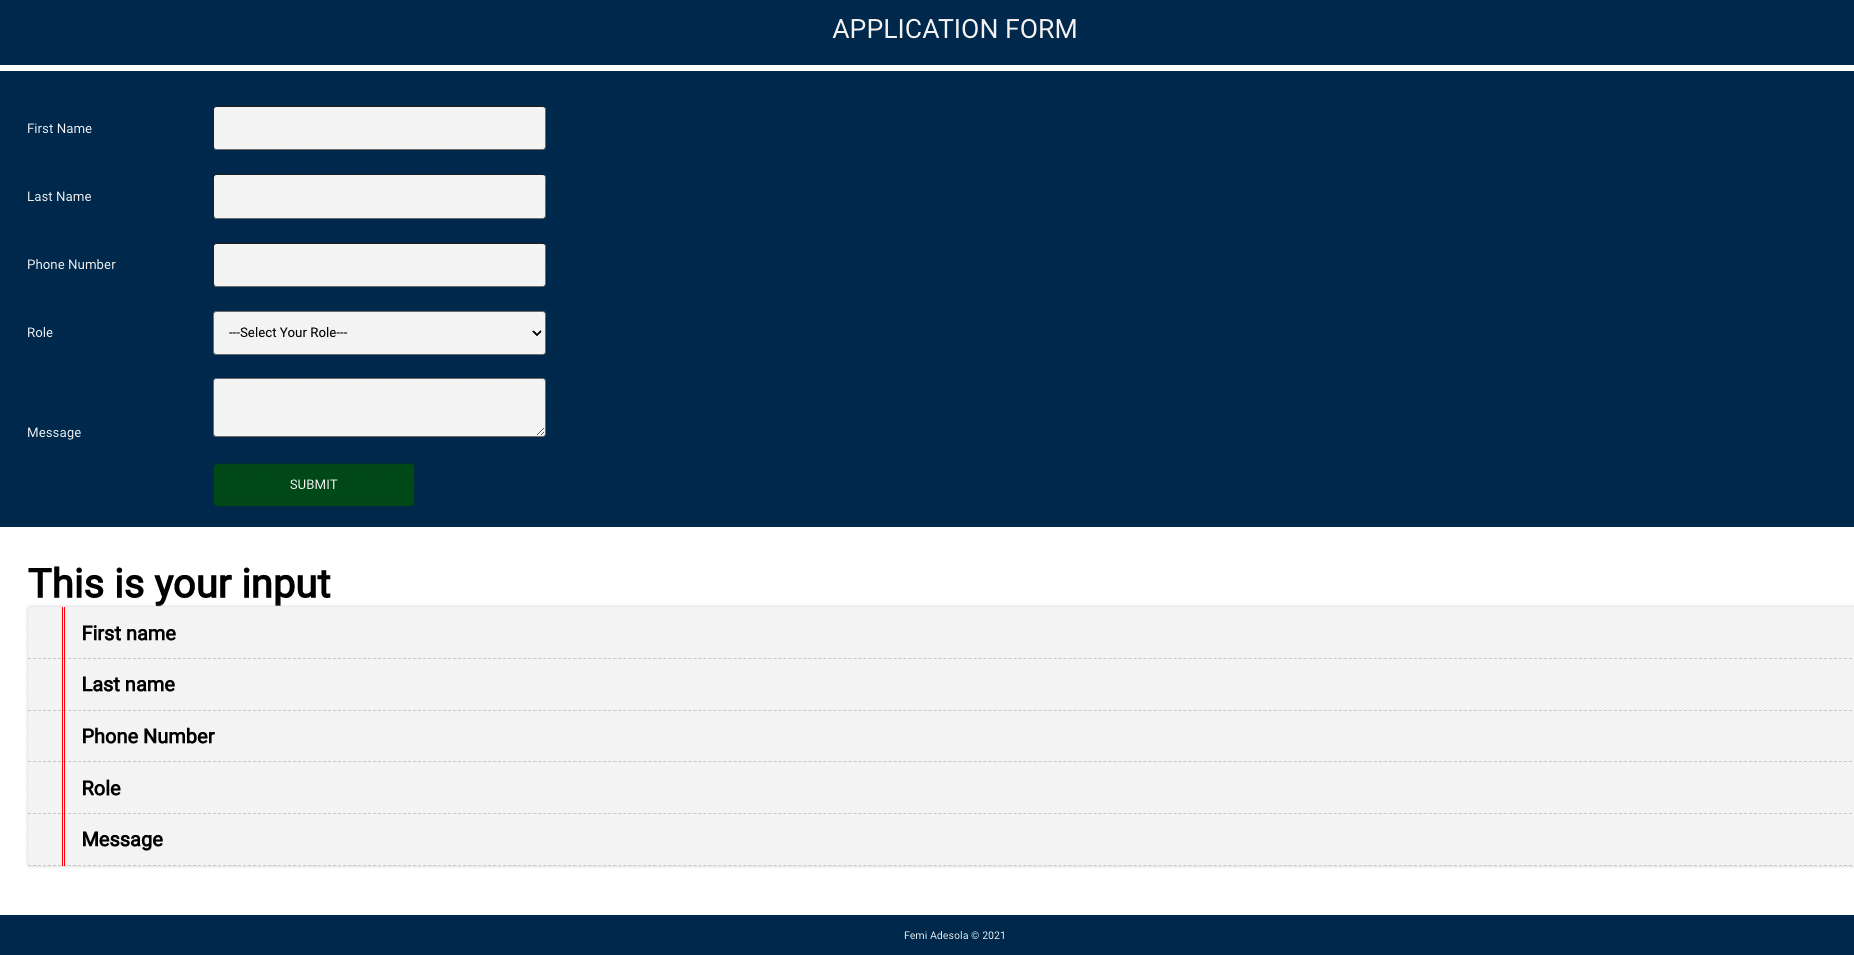 APPLICATION FORM
First Name
Last Name
Phone Number
Role
---Select Your Role---
Message
SUBMIT
This is your input
First name
Last name
Phone Number
Role
Message
Femi Adesola © 2021